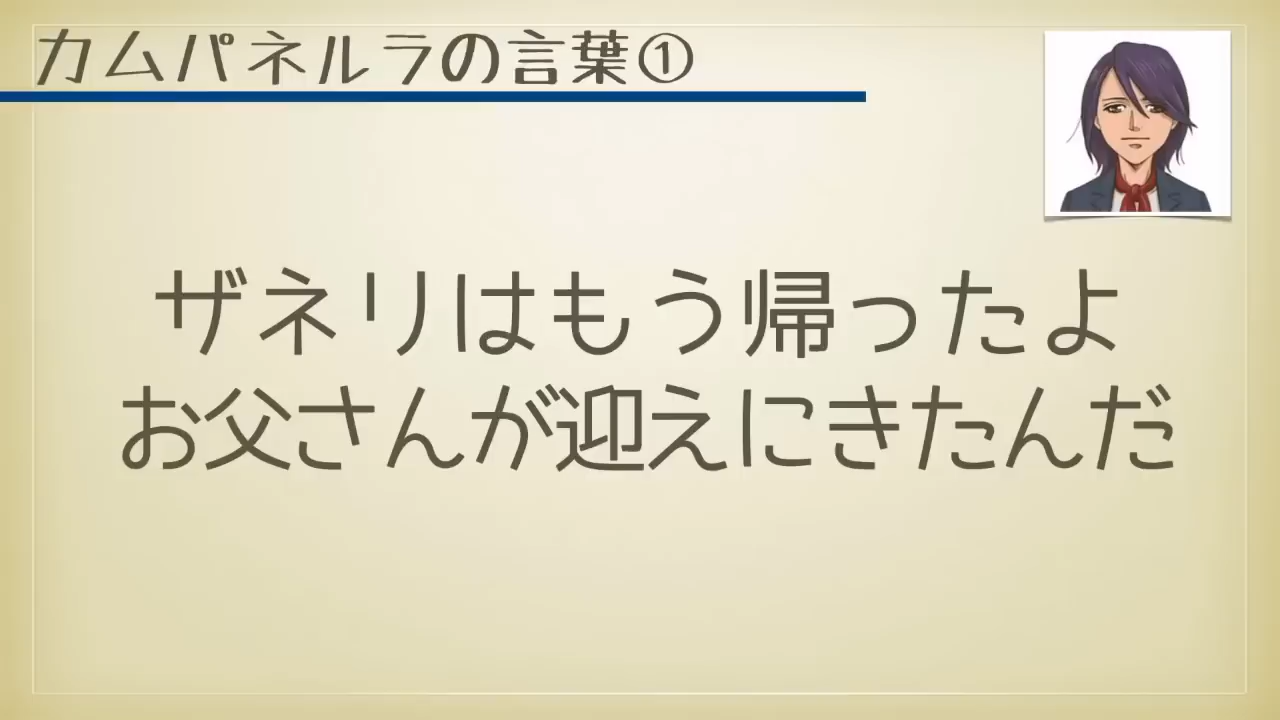 カムパネルラの言葉①
ザネリはもう帰ったよ
お父さんが迎えにきたんだ